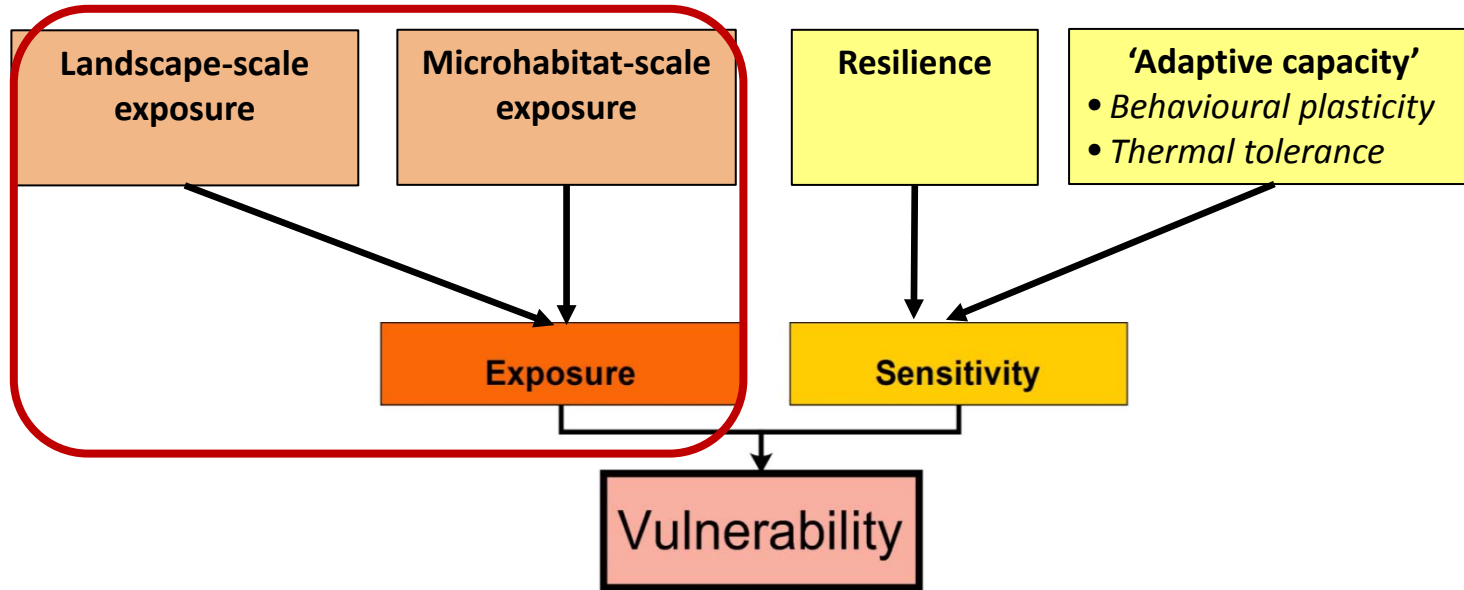 Landscape-scale
exposure
Microhabitat-scale
exposure
Resilience
‘Adaptive capacity’
• Behavioural plasticity
• Thermal tolerance
Exposure
Sensitivity
Vulnerability